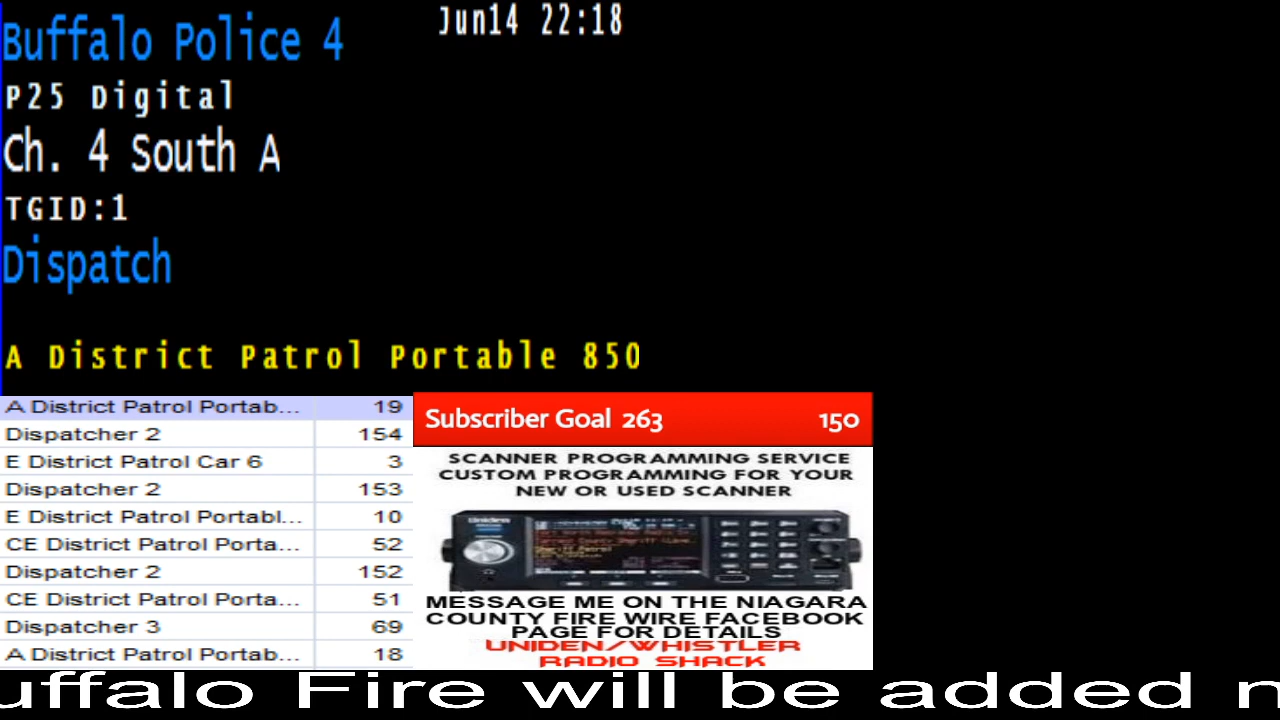 Buffalo Police 4
Jun14 22:18
P25 Digital
Ch. 4 South A
TGID:1
Dispatch
A District Patrol Portable 850
A District Patrol Portab... 19
Dispatcher 2 154
E District Patrol Car 6 3
Dispatcher 2 153
E District Patrol Portabl... 10
CE District Patrol Porta... 52
Dispatcher 2 152
CE District Patrol Porta... 51
Dispatcher 3 69
A District Patrol Portab... 18
Subscriber Goal 263 150
SCANNER PROGRAMMING SERVICE
CUSTOM PROGRAMMING FOR YOUR
NEW OR USED SCANNER
Uniden
MESSAGE ME ON THE NIAGARA
COUNTY FIRE WIRE FACEBOOK
PAGE FOR DETAILS
UNIDEN/WHISTLER
RADIO SHACK
uffalo Fire will be added n